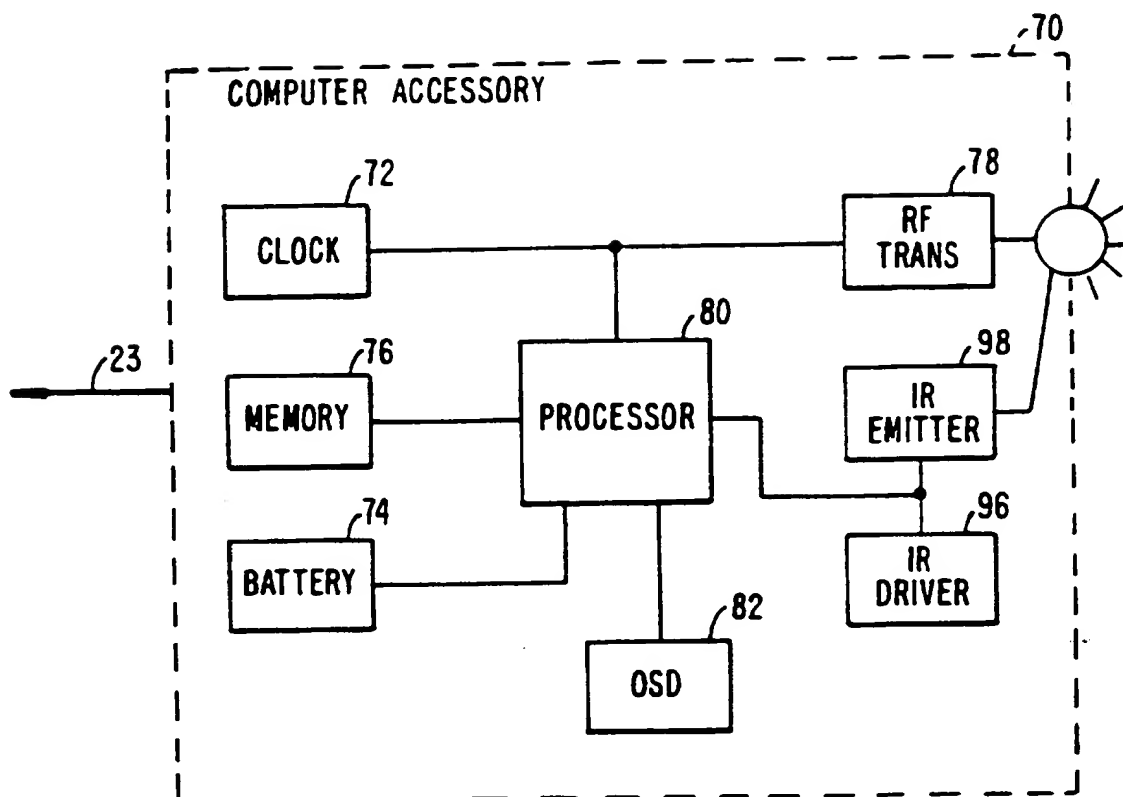 70
COMPUTER ACCESSORY
72
CLOCK
78
RF
TRANS
80
PROCESSOR
23
76
MEMORY
98
IR
EMITTER
74
BATTERY
96
IR
DRIVER
82
OSD